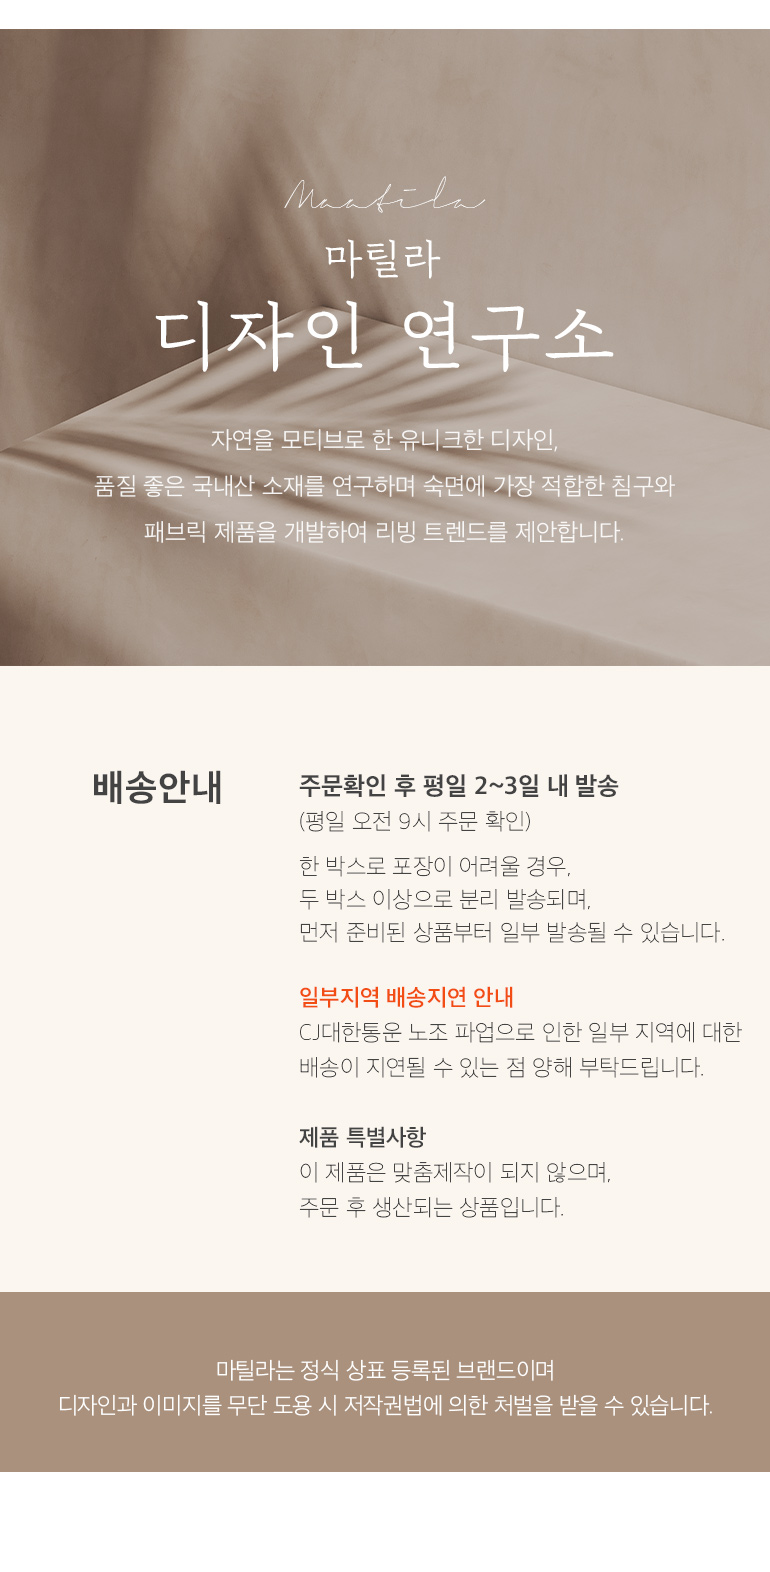 Maatila
마틸라
디자인 연구소
자연을 모티브로 한 유니크한 디자인,
품질 좋은 국내산 소재를 연구하며 숙면에 가장 적합한 침구와
패브릭 제품을 개발하여 리빙 트렌드를 제안합니다.
배송안내
주문확인 후 평일 2~3일 내 발송
(평일 오전 9시 주문 확인)
한 박스로 포장이 어려울 경우,
두 박스 이상으로 분리 발송되며,
먼저 준비된 상품부터 일부 발송될 수 있습니다.
일부지역 배송지연 안내
CJ대한통운 노조 파업으로 인한 일부 지역에 대한
배송이 지연될 수 있는 점 양해 부탁드립니다.
제품 특별사항
이 제품은 맞춤제작이 되지 않으며,
주문 후 생산되는 상품입니다.
마틸라는 정식 상표 등록된 브랜드이며
디자인과 이미지를 무단 도용 시 저작권법에 의한 처벌을 받을 수 있습니다.